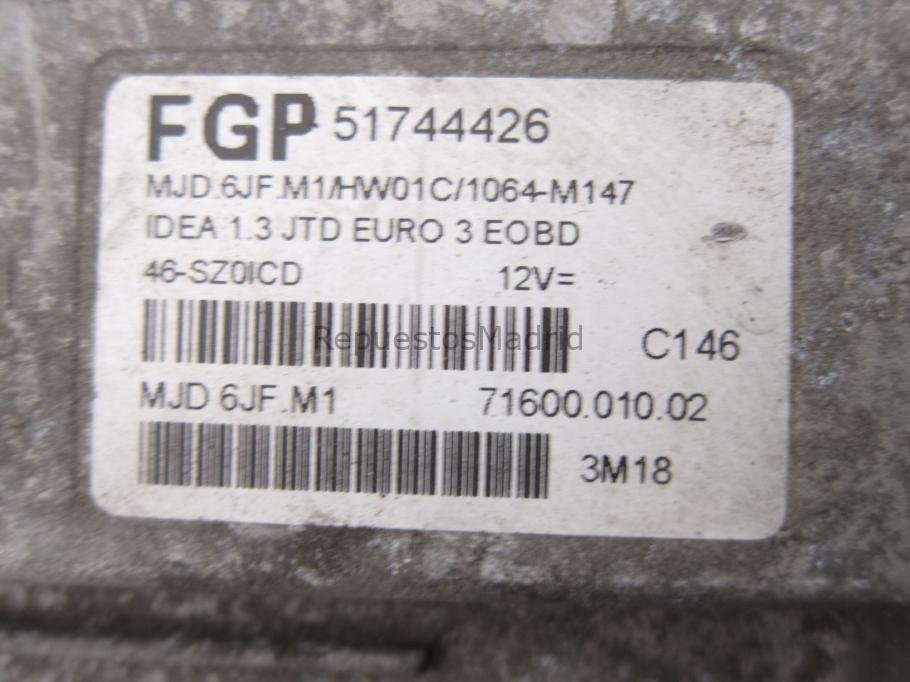 FGP 51744426
MJD.6JF.M1/HW01C/1064-M147
IDEA 1.3 JTD EURO 3 EOBD
46-SZ0ICD 12V=
RepuestosMadrid
C146
MJD 6JF.M1 71600.010.02
3M18